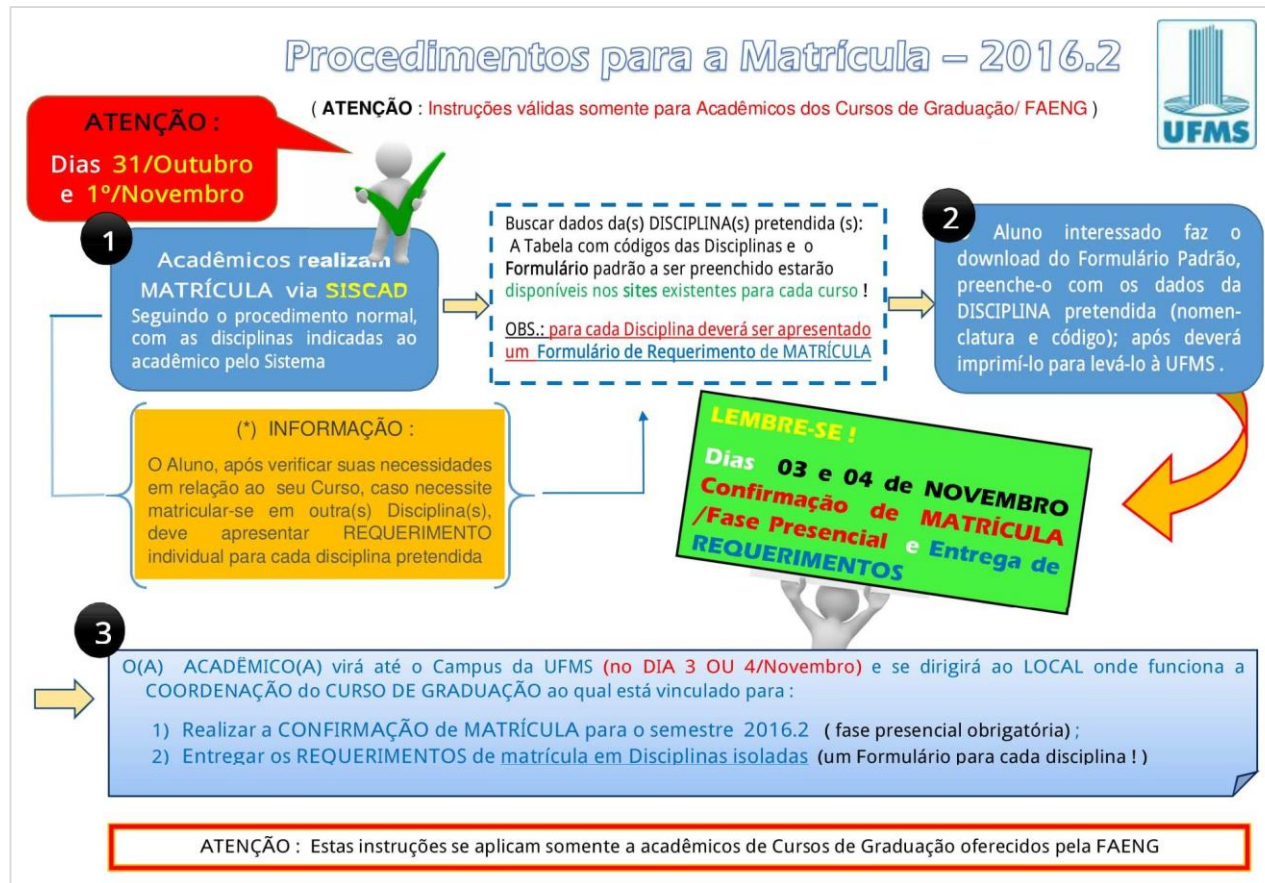 Procedimentos para a Matrícula – 2016.2
UFMS
( ATENÇÃO : Instruções válidas somente para Acadêmicos dos Cursos de Graduação/ FAENG )
ATENÇÃO :
Dias 31/Outubro
e 1º/Novembro
1
Acadêmicos realizam
MATRÍCULA via SISCAD
Seguindo o procedimento normal,
com as disciplinas indicadas ao
acadêmico pelo Sistema
Buscar dados da(s) DISCIPLINA(s) pretendida (s):
A Tabela com códigos das Disciplinas e o
Formulário padrão a ser preenchido estarão
disponíveis nos sites existentes para cada curso !
OBS.: para cada Disciplina deverá ser apresentado
um Formulário de Requerimento de MATRÍCULA
2
Aluno interessado faz o
download do Formulário Padrão,
preenche-o com os dados da
DISCIPLINA pretendida (nomen-
clatura e código); após deverá
imprimí-lo para levá-lo à UFMS .
(*) INFORMAÇÃO :
O Aluno, após verificar suas necessidades
em relação ao seu Curso, caso necessite
matricular-se em outra(s) Disciplina(s),
deve apresentar REQUERIMENTO
individual para cada disciplina pretendida
LEMBRE-SE !
Dias 03 e 04 de NOVEMBRO
Confirmação de MATRÍCULA
/Fase Presencial e Entrega de
REQUERIMENTOS
3
O(A) ACADÊMICO(A) virá até o Campus da UFMS (no DIA 3 OU 4/Novembro) e se dirigirá ao LOCAL onde funciona a
COORDENAÇÃO do CURSO DE GRADUAÇÃO ao qual está vinculado para :
1) Realizar a CONFIRMAÇÃO de MATRÍCULA para o semestre 2016.2 ( fase presencial obrigatória) ;
2) Entregar os REQUERIMENTOS de matrícula em Disciplinas isoladas (um Formulário para cada disciplina ! )
ATENÇÃO : Estas instruções se aplicam somente a acadêmicos de Cursos de Graduação oferecidos pela FAENG